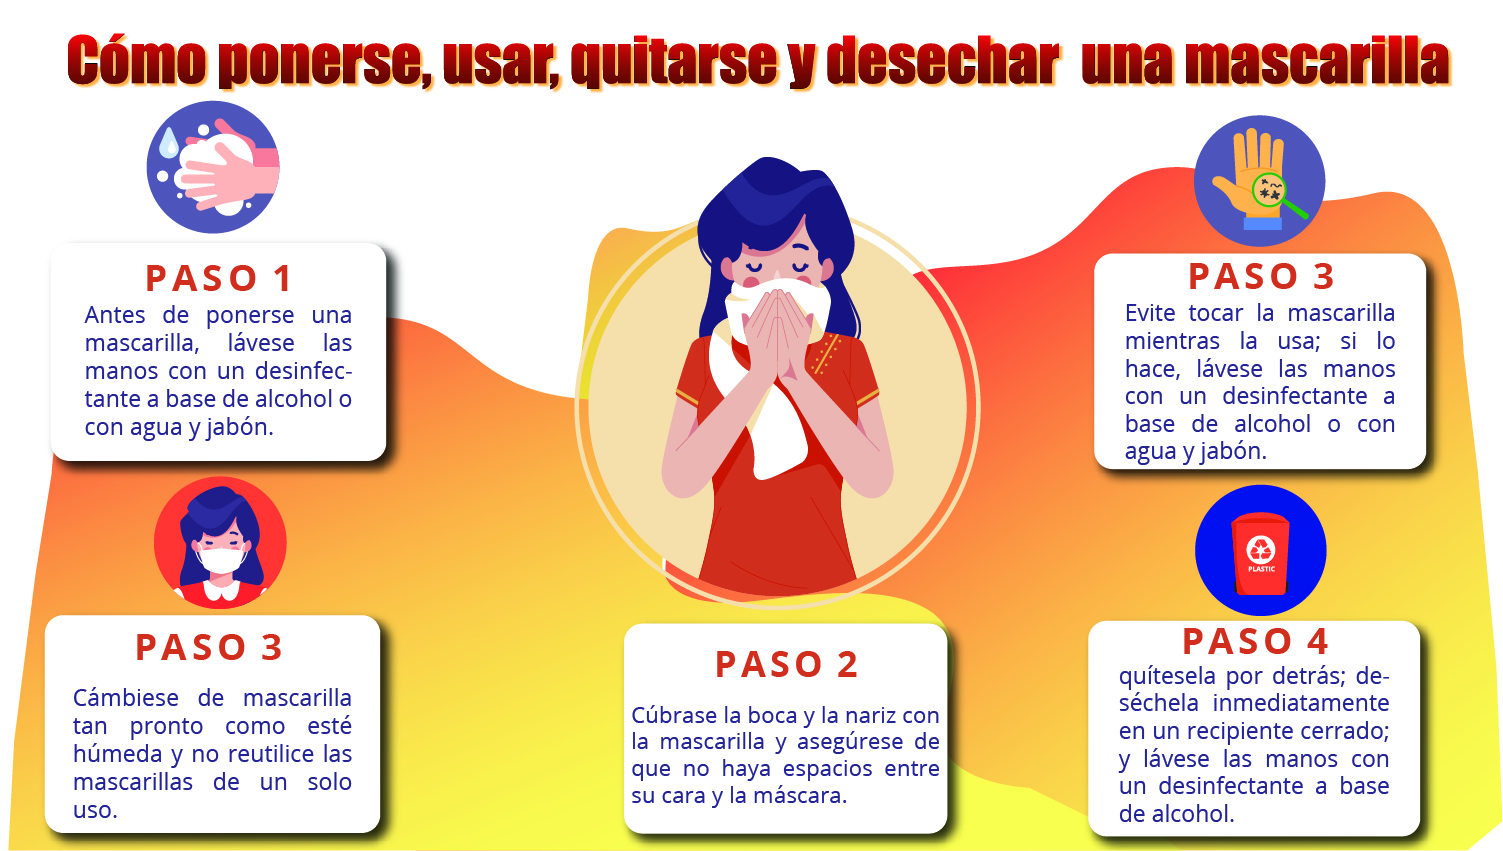 Cómo ponerse, usar, quitarse y desechar una mascarilla
PASO 1
Antes de ponerse una
mascarilla, lávese las
manos con un desinfec-
tante a base de alcohol o
con agua y jabón.
PASO 3
Cámbiese de mascarilla
tan pronto como esté
húmeda y no reutilice las
mascarillas de un solo
uso.
PASO 2
Cúbrase la boca y la nariz con
la mascarilla y asegúrese de
que no haya espacios entre
su cara y la máscara.
PASO 3
Evite tocar la mascarilla
mientras la usa; si lo
hace, lávese las manos
con un desinfectante a
base de alcohol o con
agua y jabón.
PLASTIC
PASO 4
quítesela por detrás; de-
séchela inmediatamente
en un recipiente cerrado;
y lávese las manos con
un desinfectante a base
de alcohol.